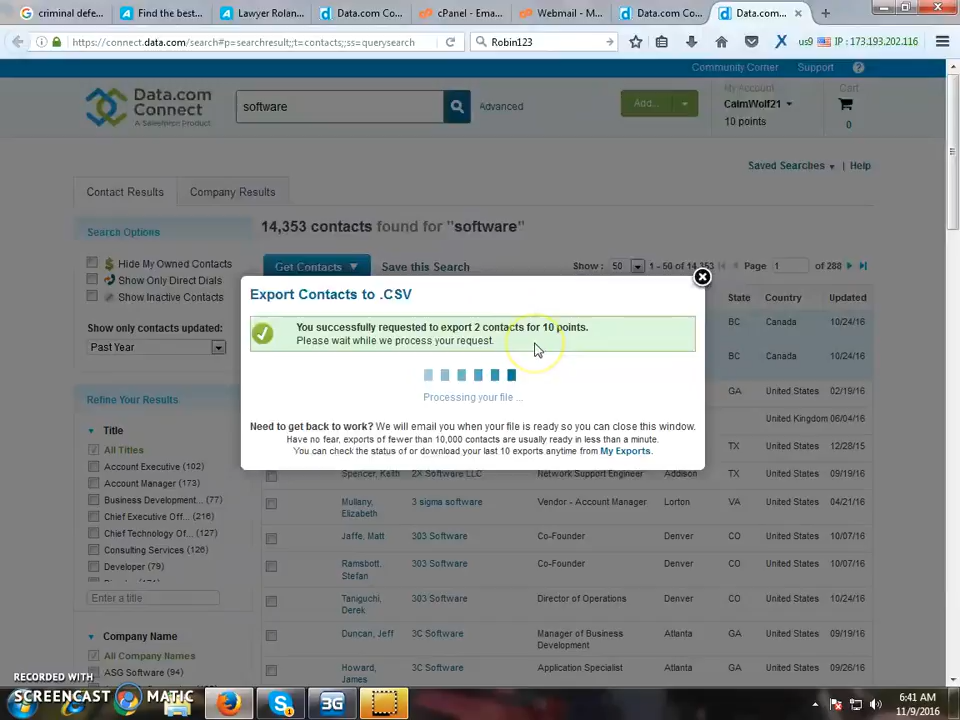 criminal defe...
Find the best...
Lawyer Rolan...
Data.com Co...
cPanel - Ema...
Webmail - M...
Data.com Co...
Data.com...
https://connect.data.com/search#p=searchresult;;t=contacts;;ss=querysearch
Robin123
us9 IP : 173.193.202.116
Community Corner Support
Data.com
Connect
A Salesforce Product
software
Advanced
Add...
My Account
CalmWolf21
10 points
Cart
0
Saved Searches | Help
Contact Results Company Results
Search Options
14,353 contacts found for "software"
Hide My Owned Contacts
Show Only Direct Dials
Show Inactive Contacts
Get Contacts Save this Search Show : 50 1 - 50 of 14,353 Page 1 of 288
Show only contacts updated:
Past Year
Export Contacts to .CSV
You successfully requested to export 2 contacts for 10 points.
Please wait while we process your request.
Processing your file ...
Need to get back to work? We will email you when your file is ready so you can close this window.
Have no fear, exports of fewer than 10,000 contacts are usually ready in less than a minute.
You can check the status of or download your last 10 exports anytime from My Exports.
State Country Updated
BC Canada 10/24/16
BC Canada 10/24/16
GA United States 02/19/16
United Kingdom 06/04/16
TX United States 12/28/15
Refine Your Results
Title
All Titles
Account Executive (102)
Account Manager (173)
Business Development... (77)
Chief Executive Off... (216)
Chief Technology Of... (127)
Consulting Services (126)
Developer (79)
Enter a title
Company Name
All Company Names
ASG Software (94)
Spencer, Keith 2X Software LLC Network Support Engineer Addison TX United States 09/19/16
Mullany, Elizabeth 3 sigma software Vendor - Account Manager Lorton VA United States 04/21/16
Jaffe, Matt 303 Software Co-Founder Denver CO United States 10/07/16
Ramsbott, Stefan 303 Software Co-Founder Denver CO United States 10/07/16
Taniguchi, Derek 303 Software Director of Operations Denver CO United States 10/24/16
Duncan, Jeff 3C Software Manager of Business Development Atlanta GA United States 09/19/16
Howard, James 3C Software Application Specialist Atlanta GA United States 09/26/16
RECORDED WITH
SCREENCAST MATIC
3G
6:41 AM
11/9/2016